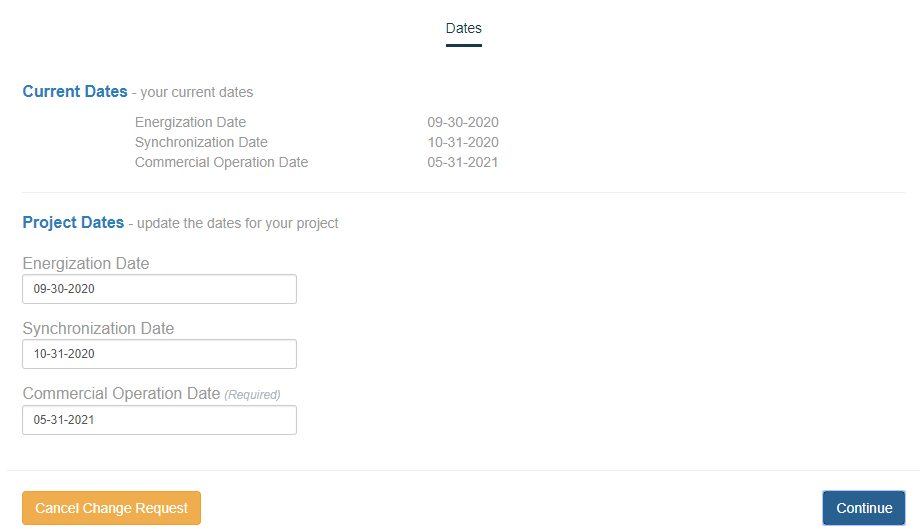 Dates
Current Dates - your current dates
Energization Date 09-30-2020
Synchronization Date 10-31-2020
Commercial Operation Date 05-31-2021
Project Dates - update the dates for your project
Energization Date
09-30-2020
Synchronization Date
10-31-2020
Commercial Operation Date (Required)
05-31-2021
Cancel Change Request Continue